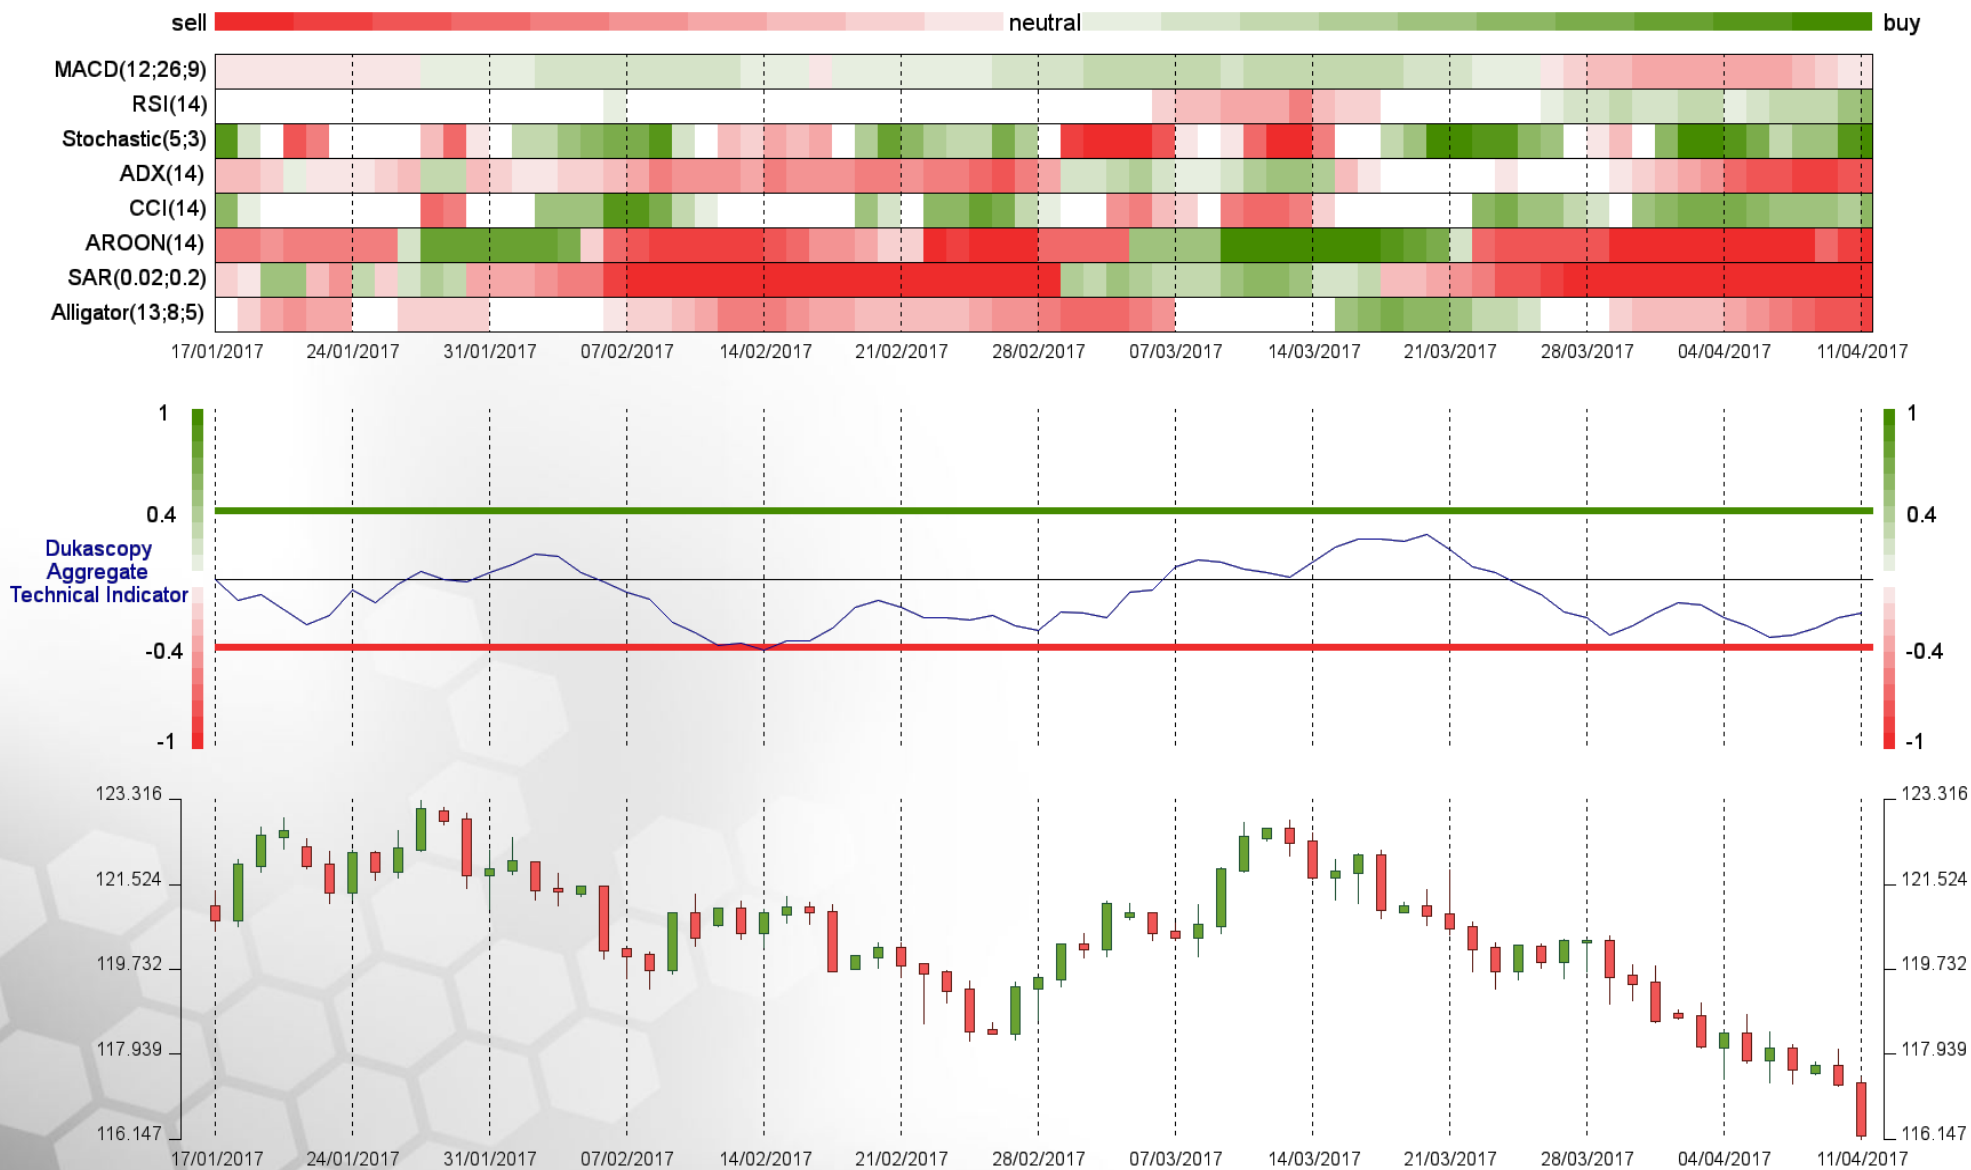 sell neutral buy
MACD(12;26;9)
RSI(14)
Stochastic(5;3)
ADX(14)
CCI(14)
AROON(14)
SAR(0.02;0.2)
Alligator(13;8;5)
17/01/2017 24/01/2017 31/01/2017 07/02/2017 14/02/2017 21/02/2017 28/02/2017 07/03/2017 14/03/2017 21/03/2017 28/03/2017 04/04/2017 11/04/2017
1 1
0.4 0.4
Dukascopy
Aggregate
Technical Indicator
-0.4 -0.4
-1 -1
123.316 123.316
121.524 121.524
119.732 119.732
117.939 117.939
116.147 116.147
17/01/2017 24/01/2017 31/01/2017 07/02/2017 14/02/2017 21/02/2017 28/02/2017 07/03/2017 14/03/2017 21/03/2017 28/03/2017 04/04/2017 11/04/2017